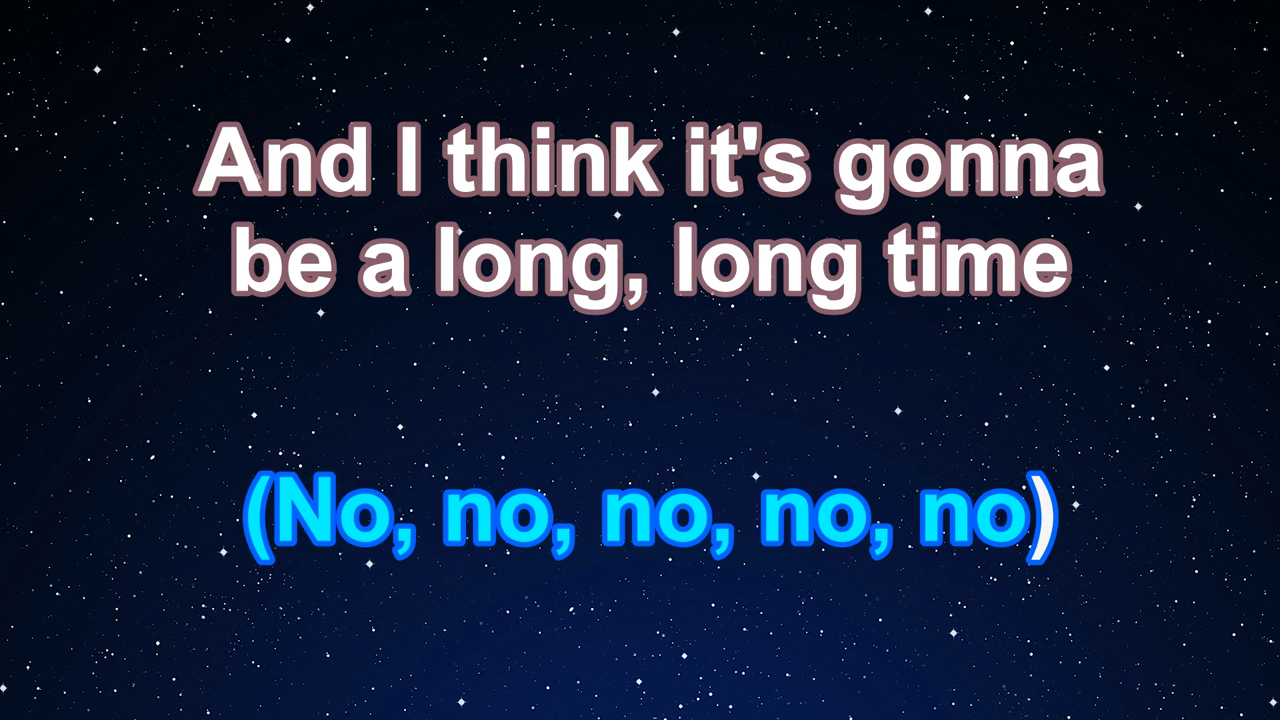 And I think it's gonna
be a long, long time
(No, no, no, no, no)